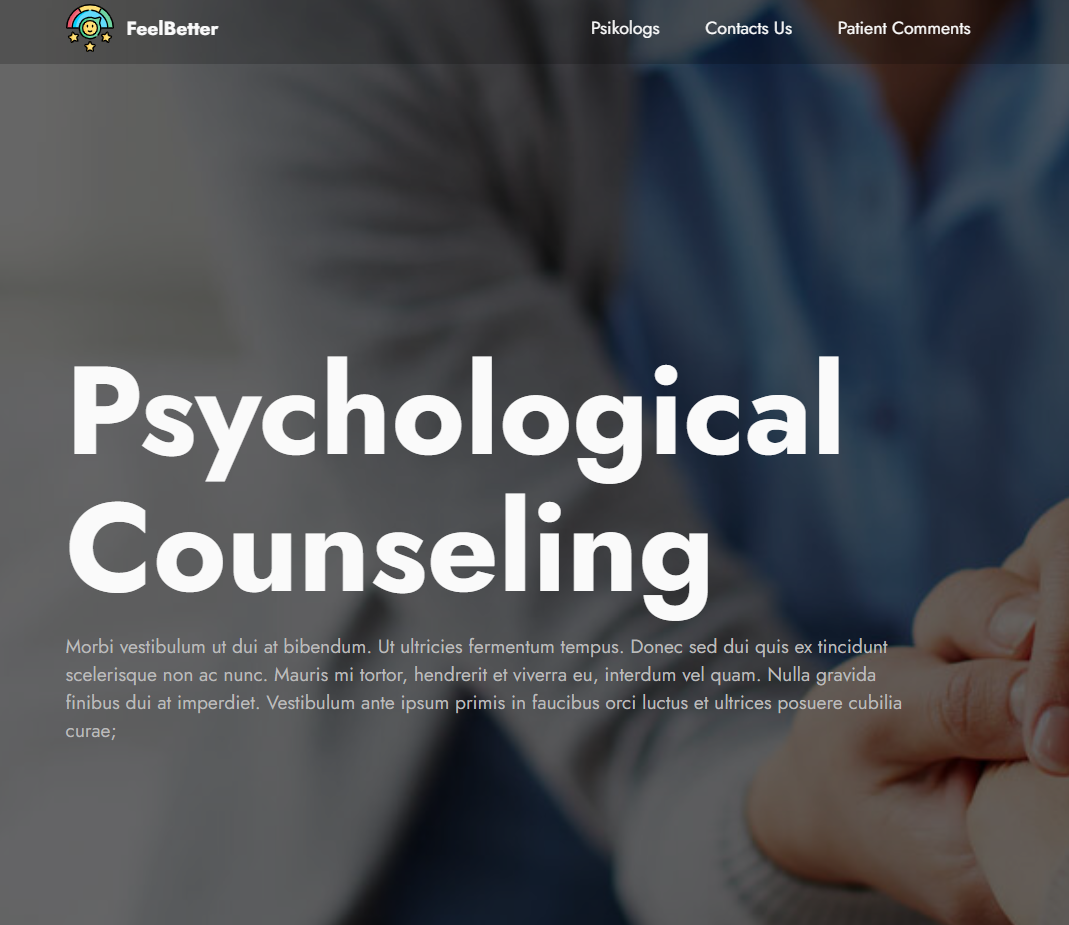 FeelBetter
Psikologs
Contacts Us
Patient Comments
Psychological
Counseling
Morbi vestibulum ut dui at bibendum. Ut ultricies fermentum tempus. Donec sed dui quis ex tincidunt
scelerisque non ac nunc. Mauris mi tortor, hendrerit et viverra eu, interdum vel quam. Nulla gravida
finibus dui at imperdiet. Vestibulum ante ipsum primis in faucibus orci luctus et ultrices posuere cubilia
curae;